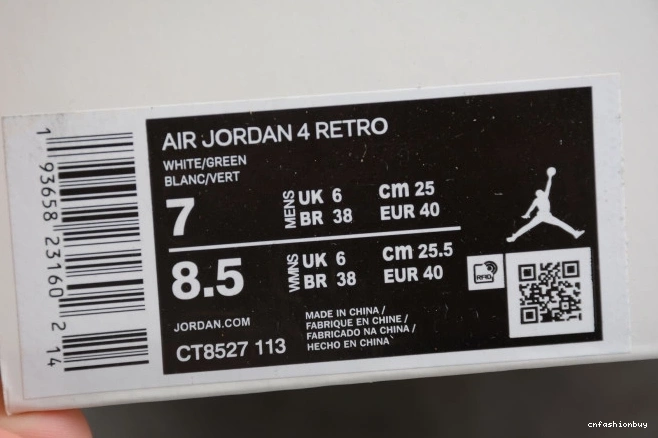 1 93658 23160 2 14
AIR JORDAN 4 RETRO
WHITE/GREEN
BLANC/VERT
7
MENS
UK 6
BR 38
cm 25
EUR 40
8.5
WMNS
UK 6
BR 38
cm 25.5
EUR 40
RFID
JORDAN.COM
CT8527 113
MADE IN CHINA /
FABRIQUE EN CHINE /
FABRICADO NA CHINA /
HECHO EN CHINA
cnfashionbuy